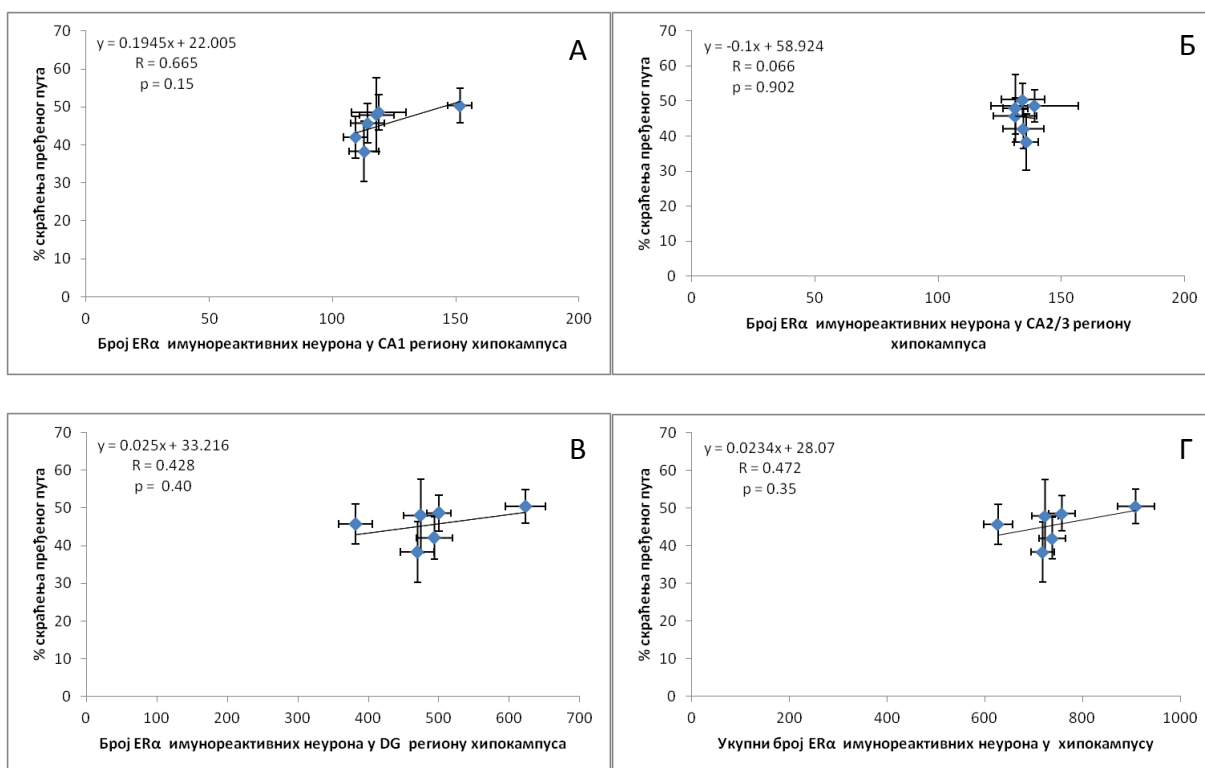 А
y = 0.1945x + 22.005
R = 0.665
p = 0.15
% скраћења пређеног пута
70
60
50
40
30
20
10
0
0 50 100 150 200
Број ERα имунореактивних неурона у CA1 региону хипокампуса
Б
y = -0.1x + 58.924
R = 0.066
p = 0.902
% скраћења пређеног пута
70
60
50
40
30
20
10
0
0 50 100 150 200
Број ERα имунореактивних неурона у CA2/3 региону
хипокампуса
В
y = 0.025x + 33.216
R = 0.428
p = 0.40
% скраћења пређеног пута
70
60
50
40
30
20
10
0
0 100 200 300 400 500 600 700
Број ERα имунореактивних неурона у DG региону хипокампуса
Г
y = 0.0234x + 28.07
R = 0.472
p = 0.35
% скраћења пређеног пута
70
60
50
40
30
20
10
0
0 200 400 600 800 1000
Укупни број ERα имунореактивних неурона у хипокампусу